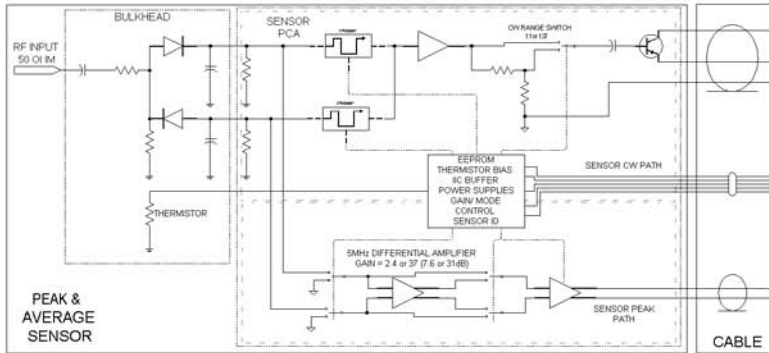 BULKHEAD
SENSOR
PCA
RF INPUT
50 OI IM
CW RANGE SWITCH
EEPROM
THERMISTOR BIAS
IIC BUFFER
POWER SUPPLIES
GAIN/ MODE
CONTROL
SENSOR ID
SENSOR CW PATH
THERMISTOR
5MHz DIFFERENTIAL AMPLIFIER
GAIN = 2.4 or 37 (7.6 or 31dB)
SENSOR PEAK
PATH
PEAK &
AVERAGE
SENSOR
CABLE